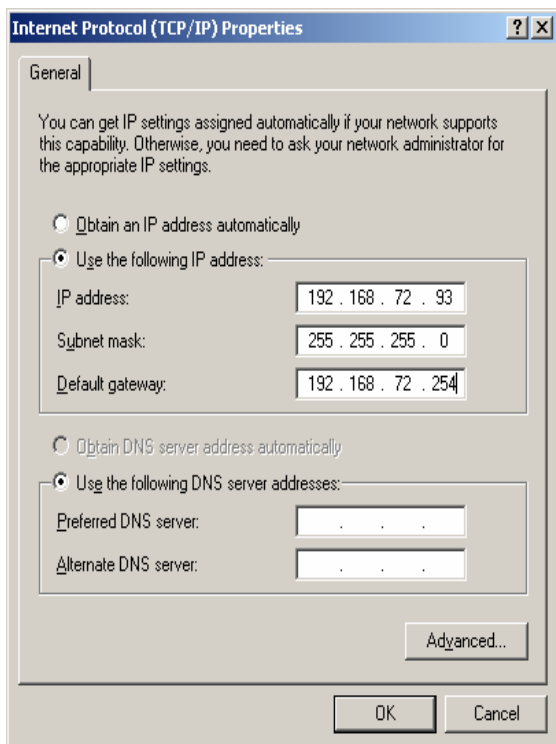 Internet Protocol (TCP/IP) Properties
General
You can get IP settings assigned automatically if your network supports
this capability. Otherwise, you need to ask your network administrator for
the appropriate IP settings.
Obtain an IP address automatically
Use the following IP address:
IP address: 192 . 168 . 72 . 93
Subnet mask: 255 . 255 . 255 . 0
Default gateway: 192 . 168 . 72 . 254
Obtain DNS server address automatically
Use the following DNS server addresses:
Preferred DNS server: . . .
Alternate DNS server: . . .
Advanced...
OK Cancel